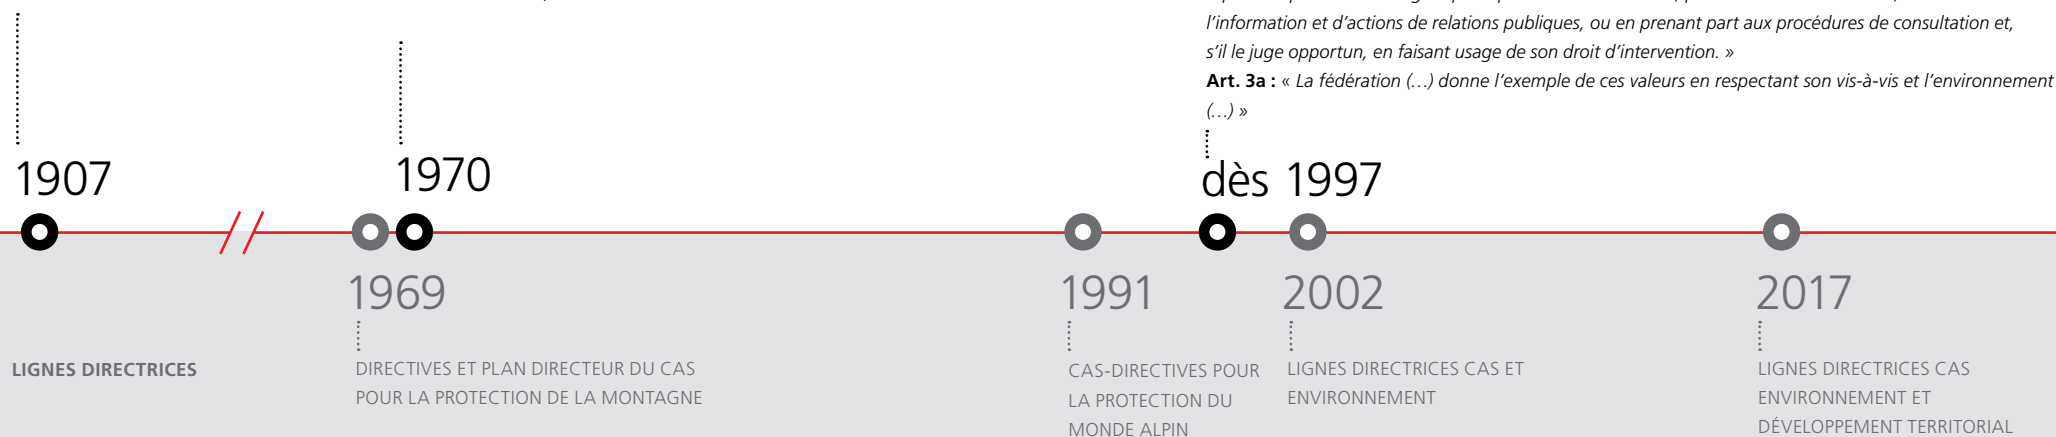 l’information et d’actions de relations publiques, ou en prenant part aux procédures de consultation et,
s’il le juge opportun, en faisant usage de son droit d’intervention. »
Art. 3a : « La fédération (…) donne l’exemple de ces valeurs en respectant son vis-à-vis et l’environnement
(…) »
1907
1970
dès 1997
1969
1991
2002
2017
LIGNES DIRECTRICES
DIRECTIVES ET PLAN DIRECTEUR DU CAS
POUR LA PROTECTION DE LA MONTAGNE
CAS-DIRECTIVES POUR
LA PROTECTION DU
MONDE ALPIN
LIGNES DIRECTRICES CAS ET
ENVIRONNEMENT
LIGNES DIRECTRICES CAS
ENVIRONNEMENT ET
DÉVELOPPEMENT TERRITORIAL